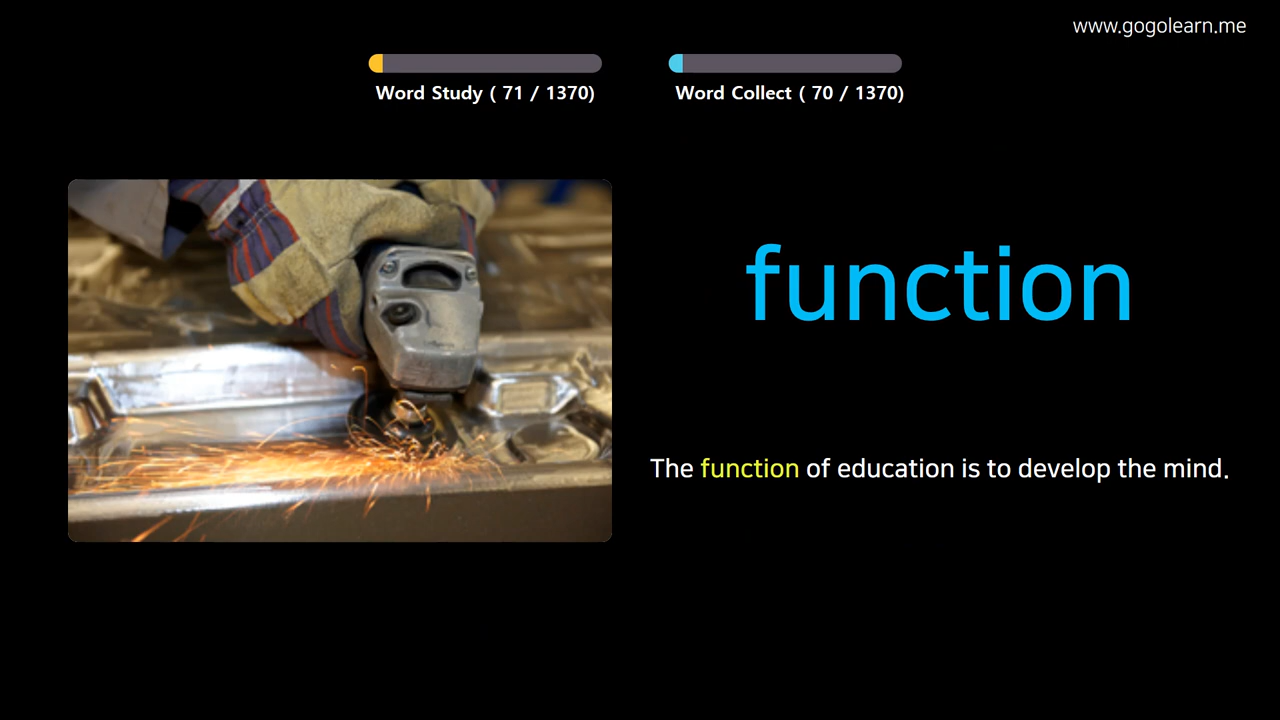 www.gogolearn.me
Word Study ( 71 / 1370)
Word Collect ( 70 / 1370)
function
The function of education is to develop the mind.